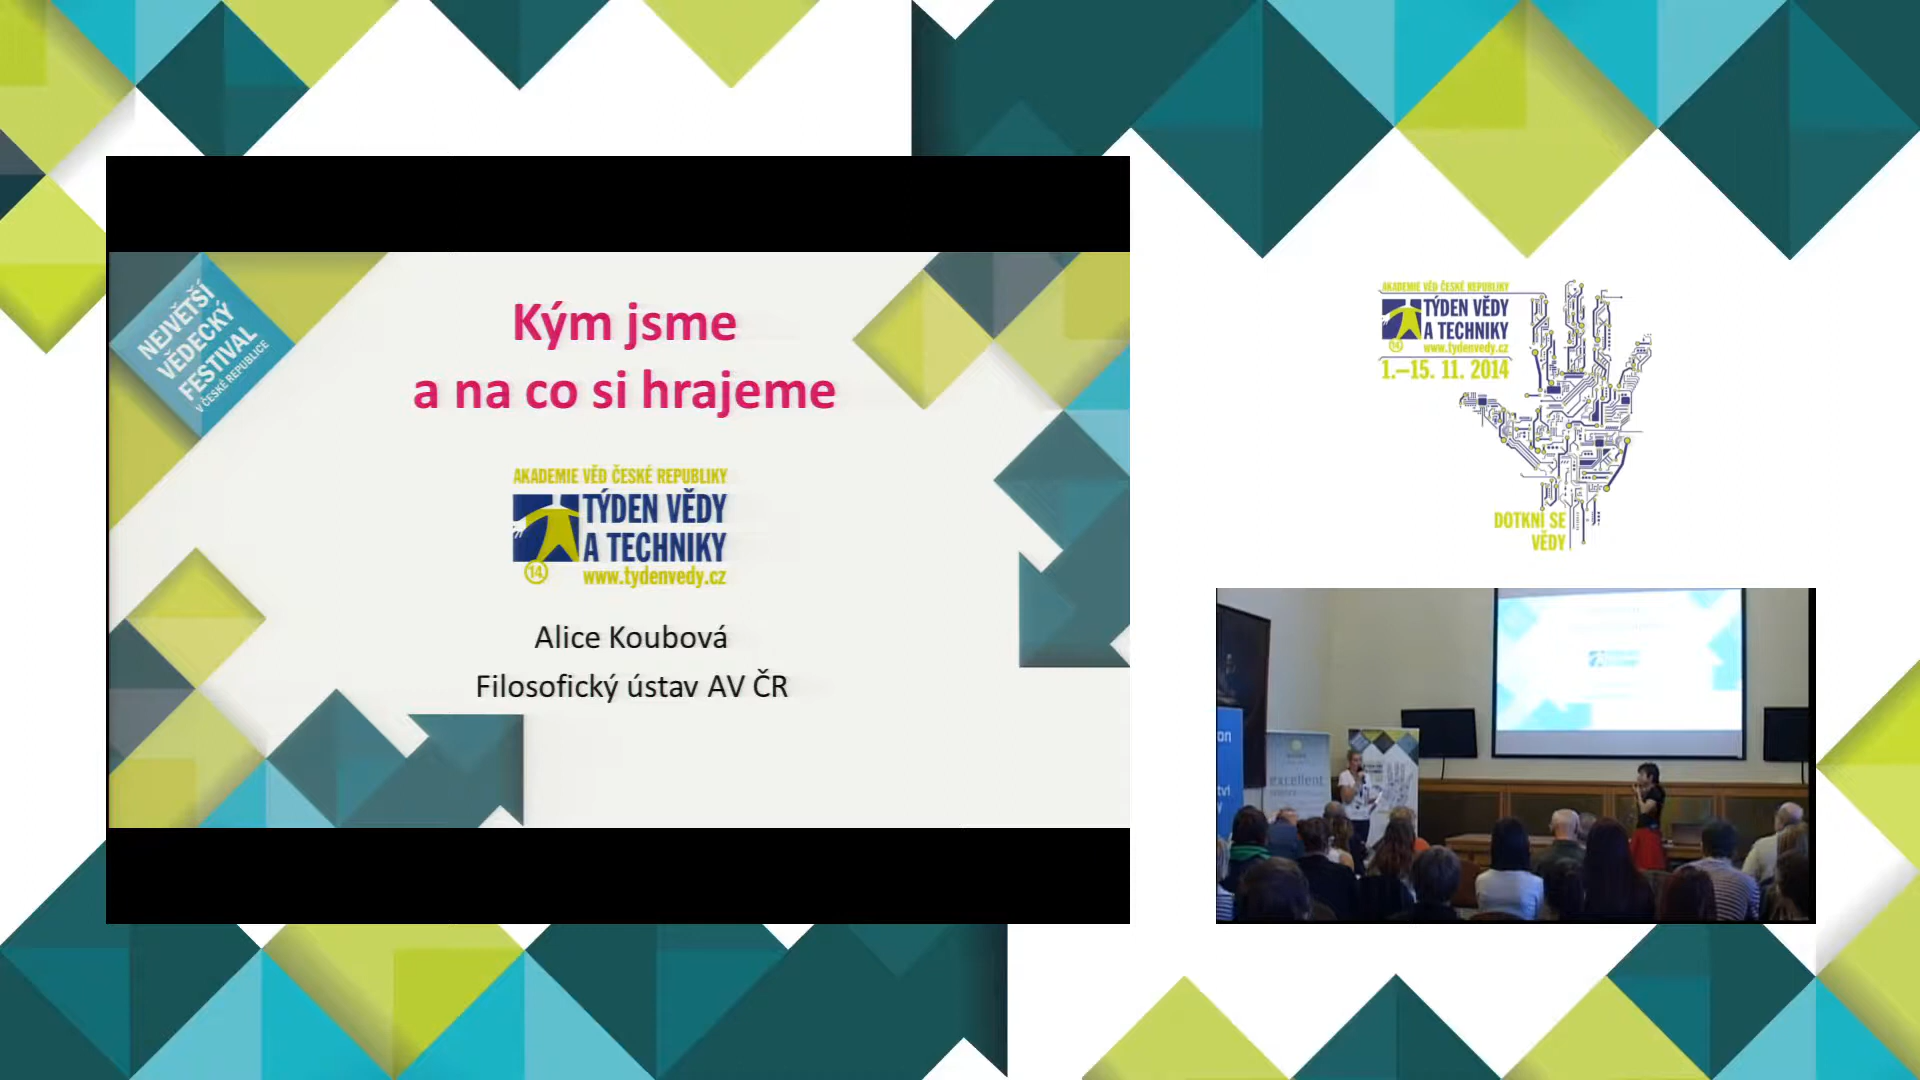 NEJVĚTŠÍ
VĚDECKÝ
FESTIVAL
V ČESKÉ REPUBLICE
Kým jsme
a na co si hrajeme
AKADEMIE VĚD ČESKÉ REPUBLIKY
TÝDEN VĚDY
A TECHNIKY
14.
www.tydenvedy.cz
Alice Koubová
Filosofický ústav AV ČR
AKADEMIE VĚD ČESKÉ REPUBLIKY
TÝDEN VĚDY
A TECHNIKY
www.tydenvedy.cz
1.–15. 11. 2014
DOTKNI SE
VĚDY
excellent